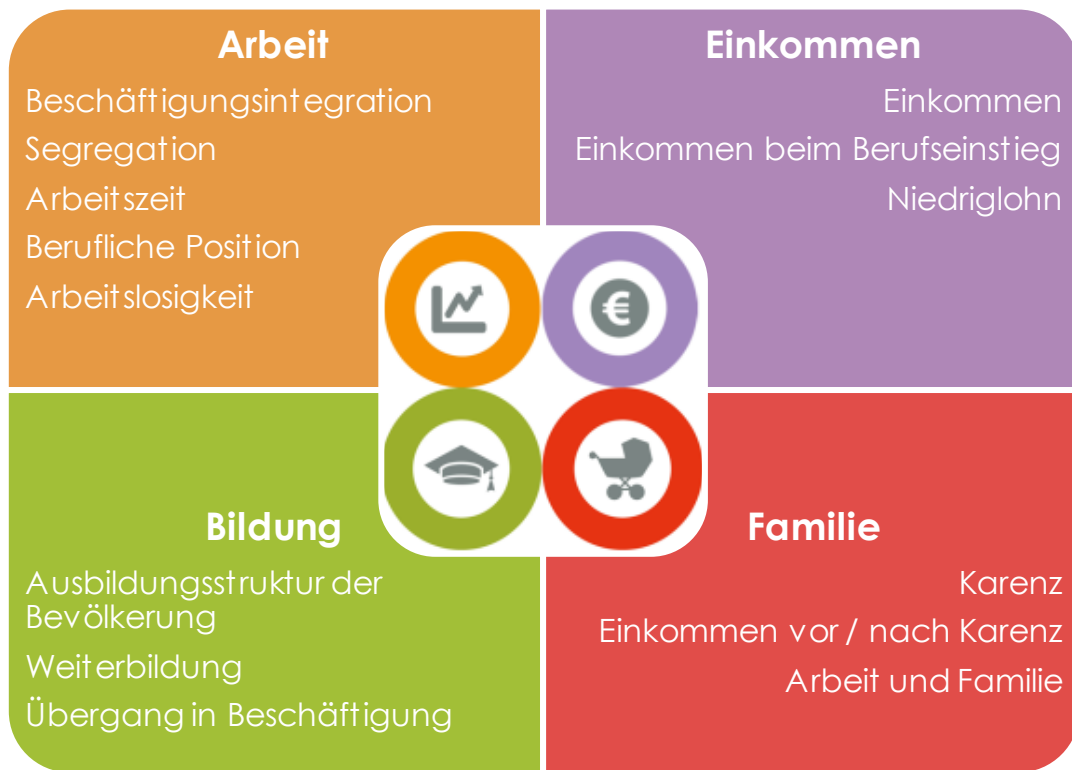 Arbeit
Beschäftigungsintegration
Segregation
Arbeitszeit
Berufliche Position
Arbeitslosigkeit
Einkommen
Einkommen
Einkommen beim Berufseinstieg
Niedriglohn
€
Bildung
Ausbildungsstruktur der
Bevölkerung
Weiterbildung
Übergang in Beschäftigung
Familie
Karenz
Einkommen vor / nach Karenz
Arbeit und Familie